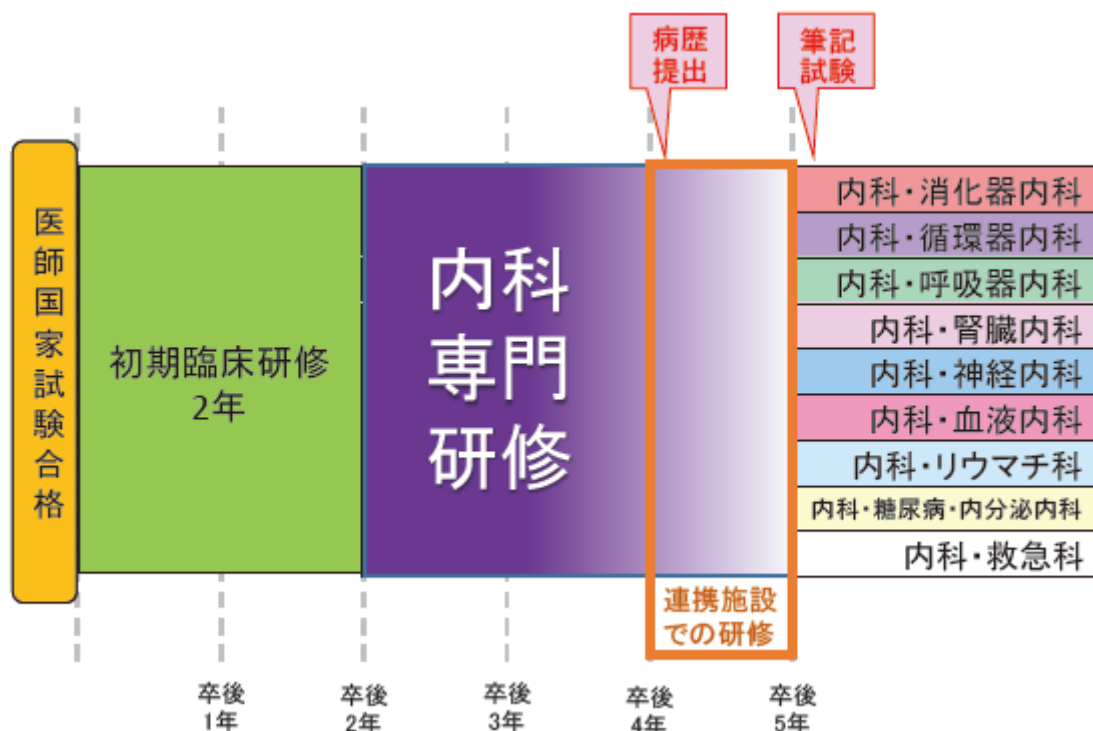 病歴
提出
筆記
試験
医師国家試験合格
初期臨床研修
2年
内科
専門
研修
連携施設
での研修
内科・消化器内科
内科・循環器内科
内科・呼吸器内科
内科・腎臓内科
内科・神経内科
内科・血液内科
内科・リウマチ科
内科・糖尿病・内分泌内科
内科・救急科
卒後
1年
卒後
2年
卒後
3年
卒後
4年
卒後
5年